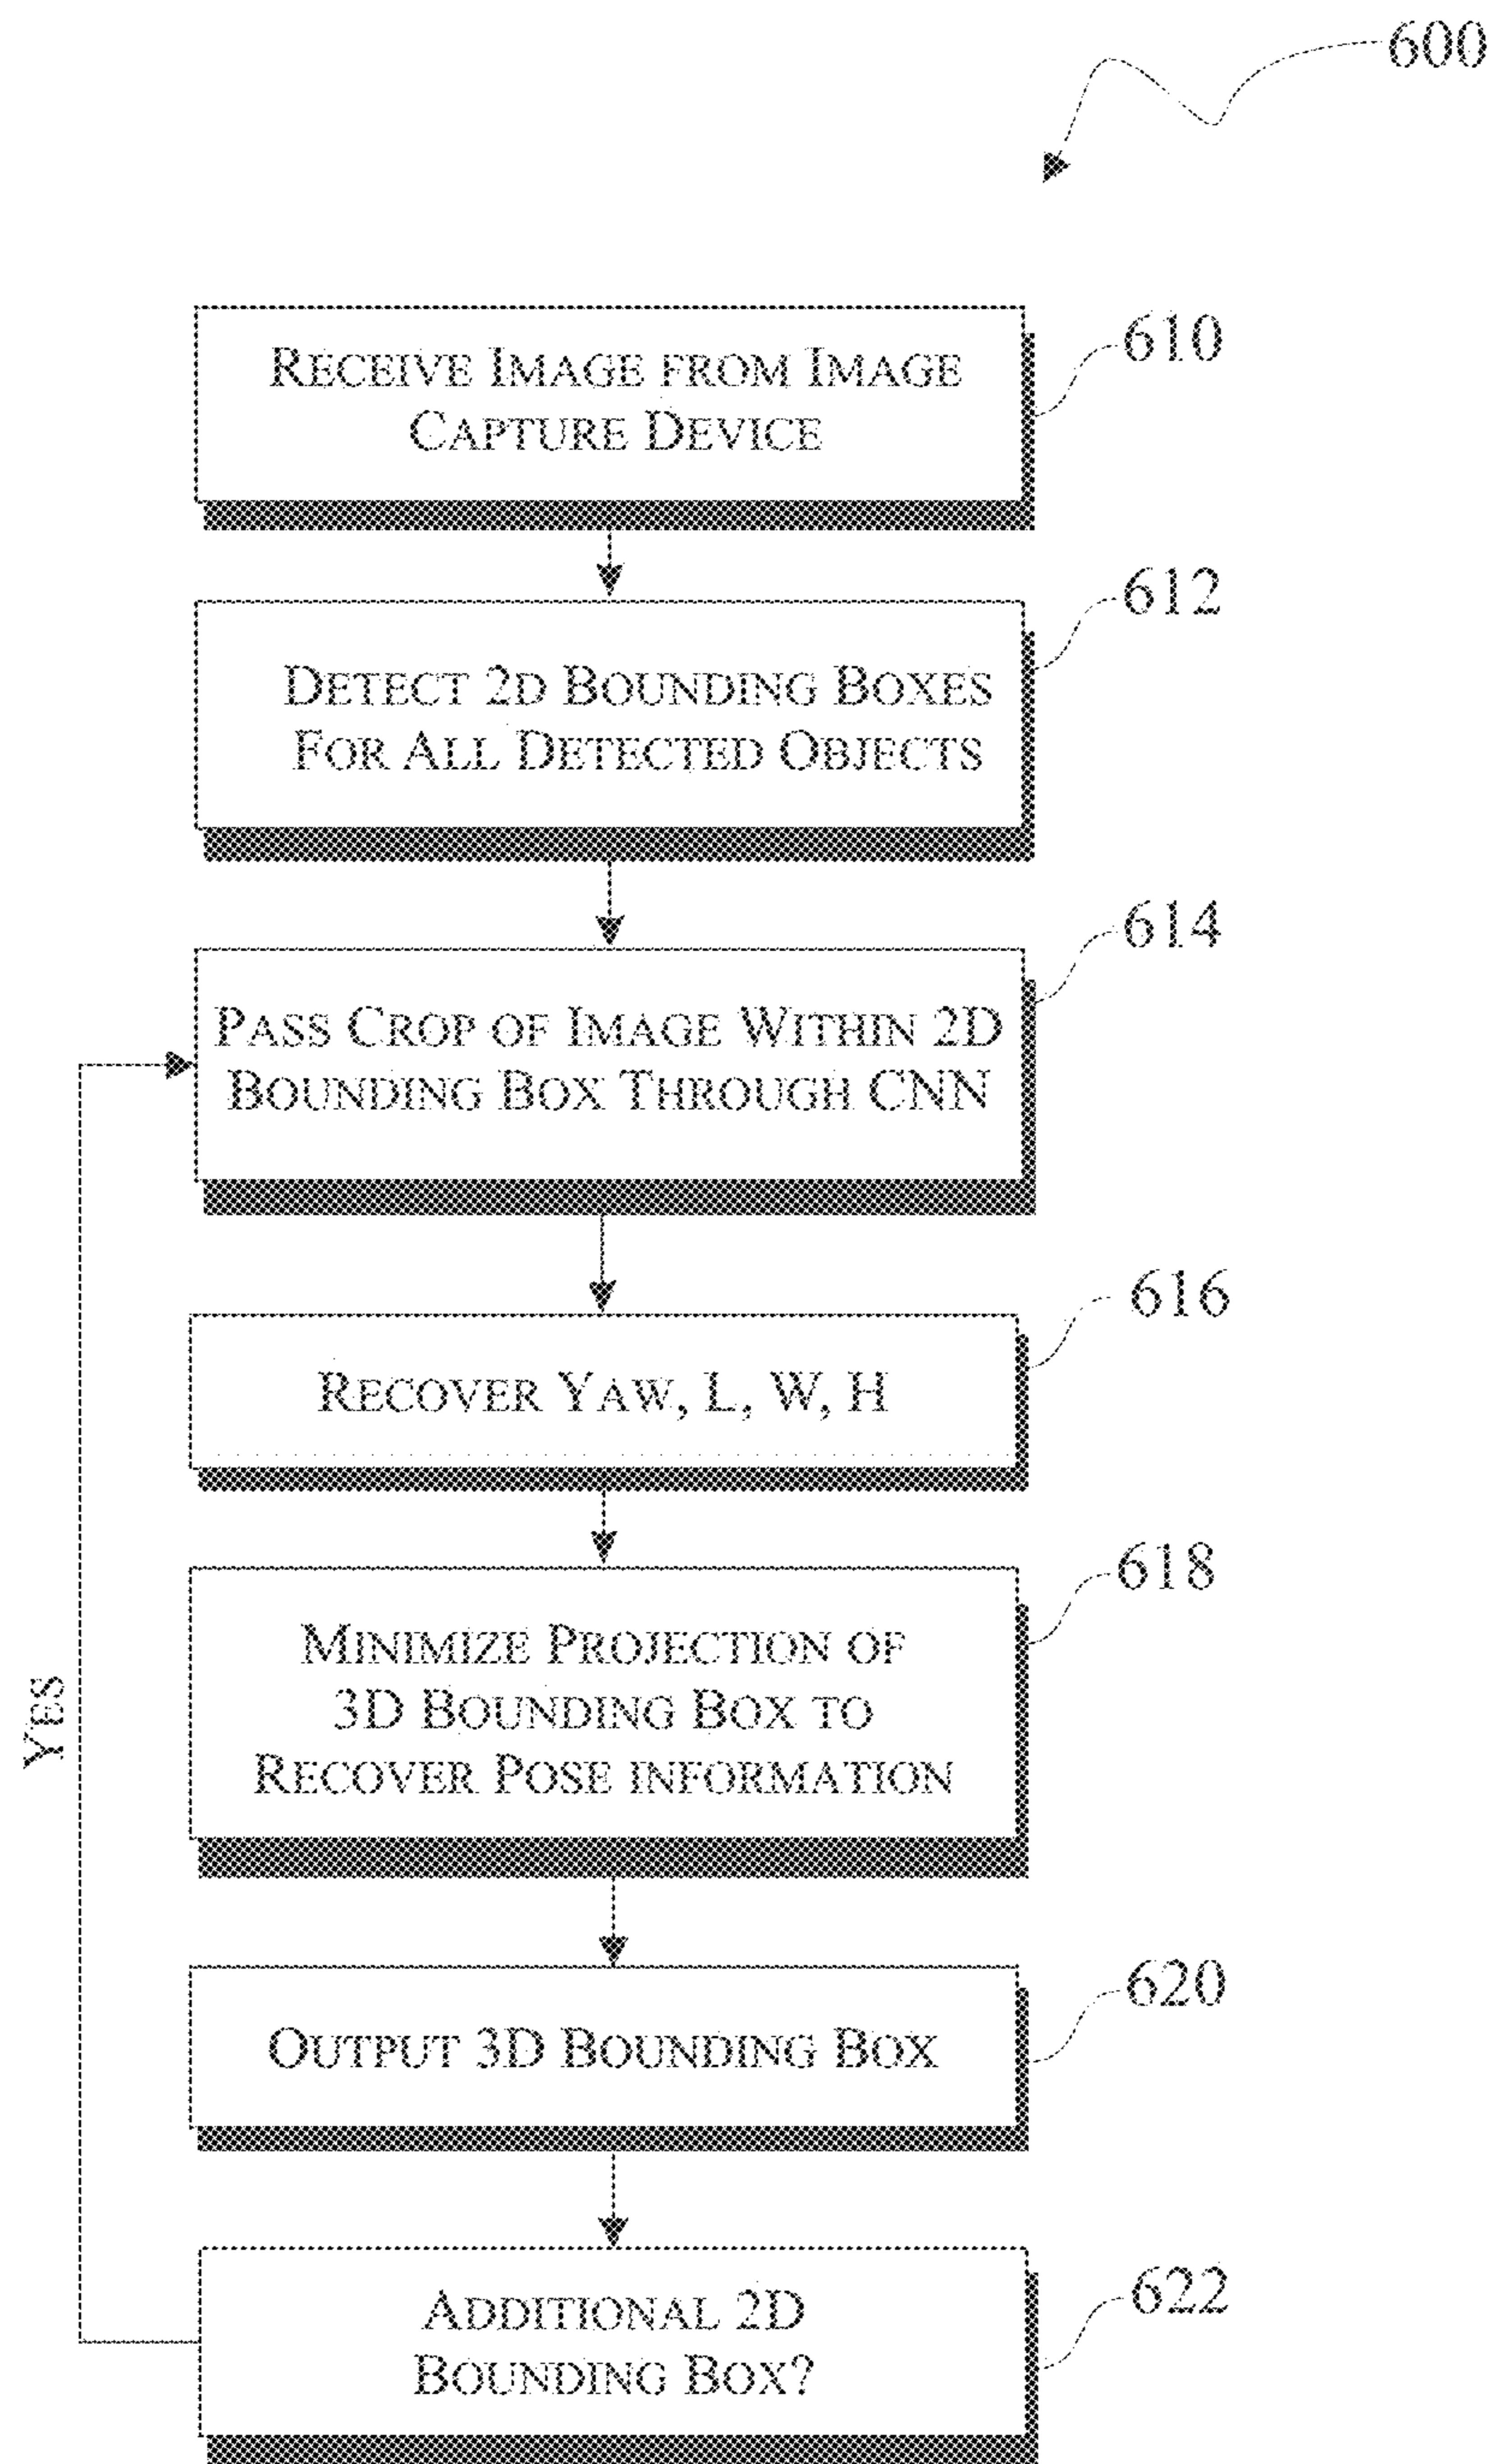 600
RECEIVE IMAGE FROM IMAGE
CAPTURE DEVICE
610
DETECT 2D BOUNDING BOXES
FOR ALL DETECTED OBJECTS
612
PASS CROP OF IMAGE WITHIN 2D
BOUNDING BOX THROUGH CNN
614
RECOVER YAW, L, W, H
616
MINIMIZE PROJECTION OF
3D BOUNDING BOX TO
RECOVER POSE INFORMATION
618
YES
OUTPUT 3D BOUNDING BOX
620
ADDITIONAL 2D
BOUNDING BOX?
622